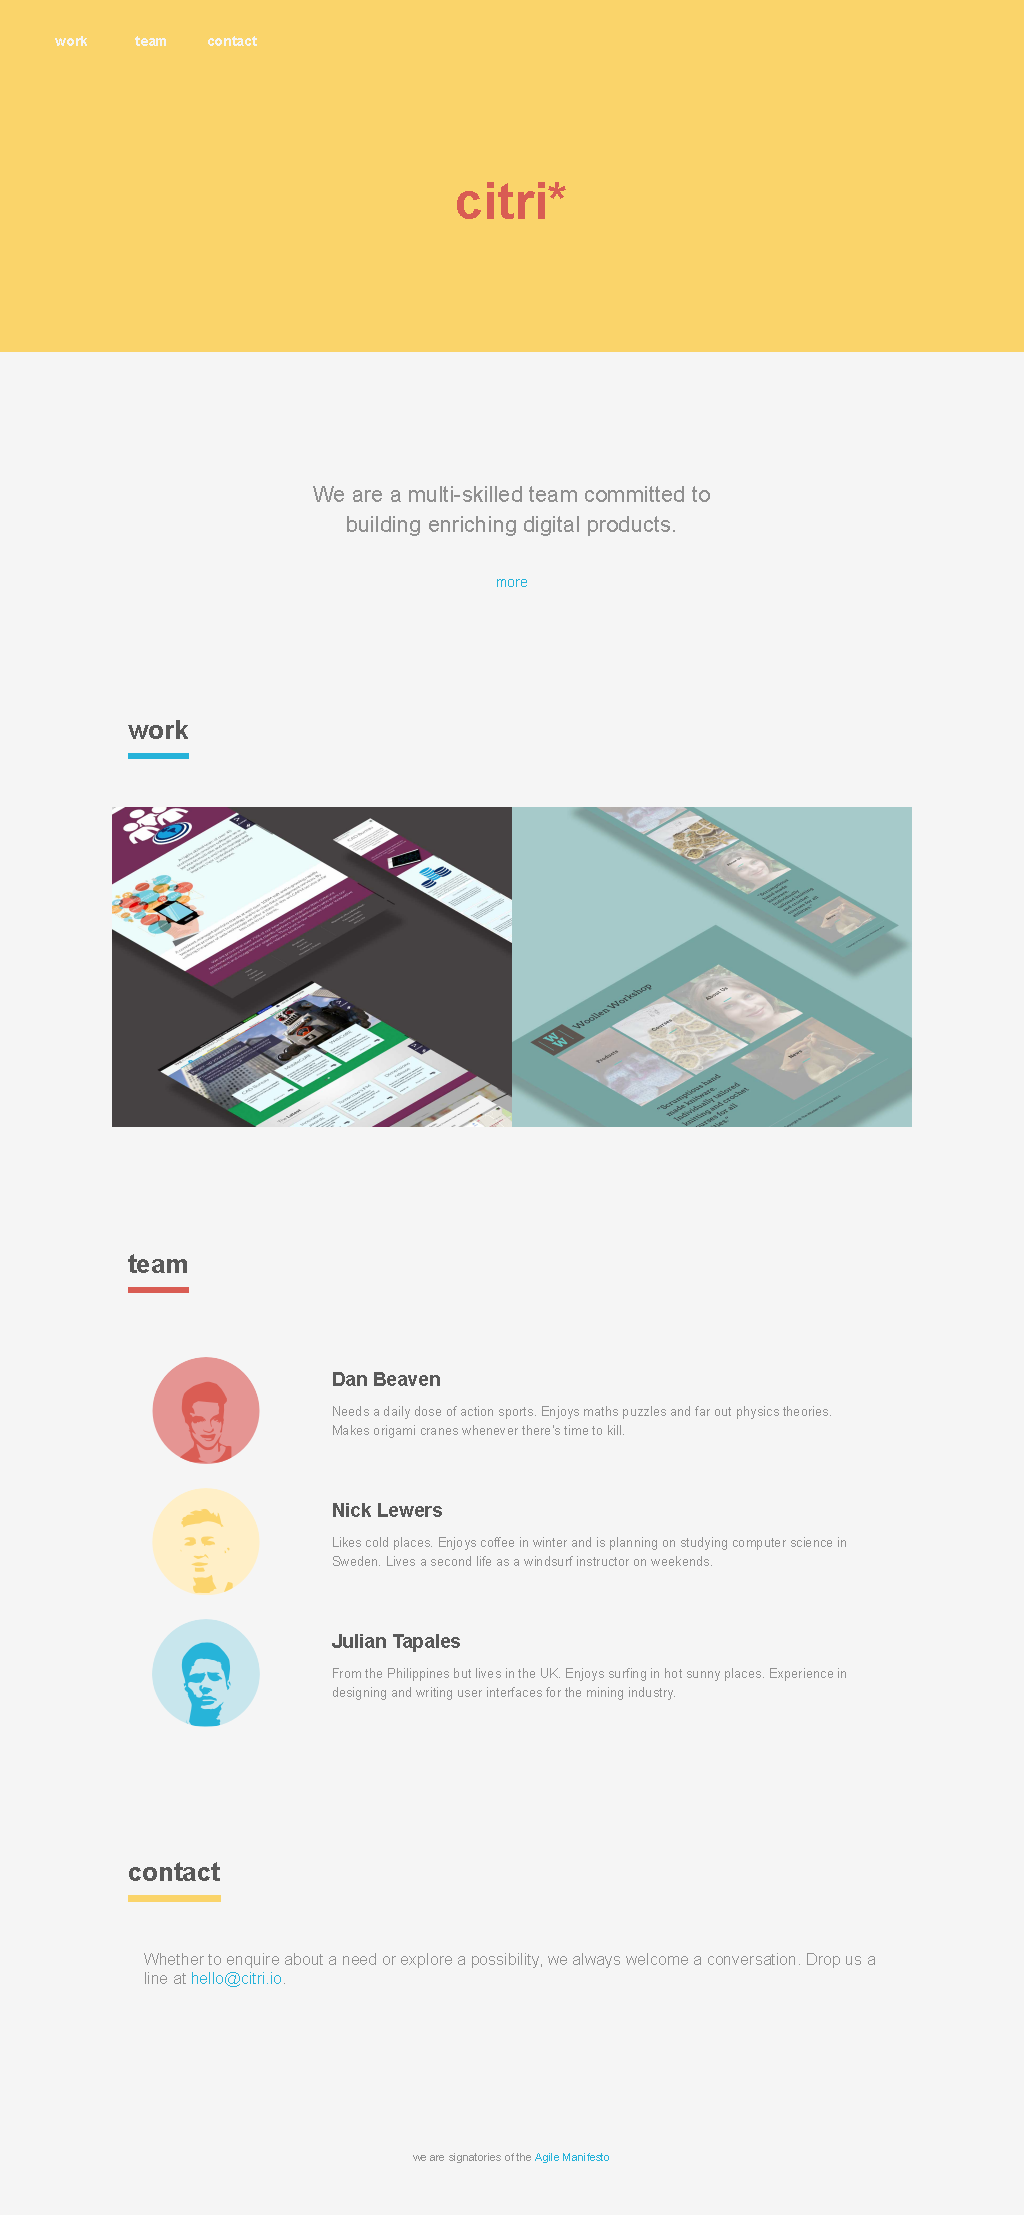 work team contact
citri*
We are a multi-skilled team committed to
building enriching digital products.
more
work
About Us
Woollen Workshop
W
W
Courses
Products
News
"Scrumptious hand
made knitware.
Individually tailored
knitting and crochet
courses for all
team
Dan Beaven
Needs a daily dose of action sports. Enjoys maths puzzles and far out physics theories.
Makes origami cranes whenever there's time to kill.
Nick Lewers
Likes cold places. Enjoys coffee in winter and is planning on studying computer science in
Sweden. Lives a second life as a windsurf instructor on weekends.
Julian Tapales
From the Philippines but lives in the UK. Enjoys surfing in hot sunny places. Experience in
designing and writing user interfaces for the mining industry.
contact
Whether to enquire about a need or explore a possibility, we always welcome a conversation. Drop us a
line at hello@citri.io.
we are signatories of the Agile Manifesto